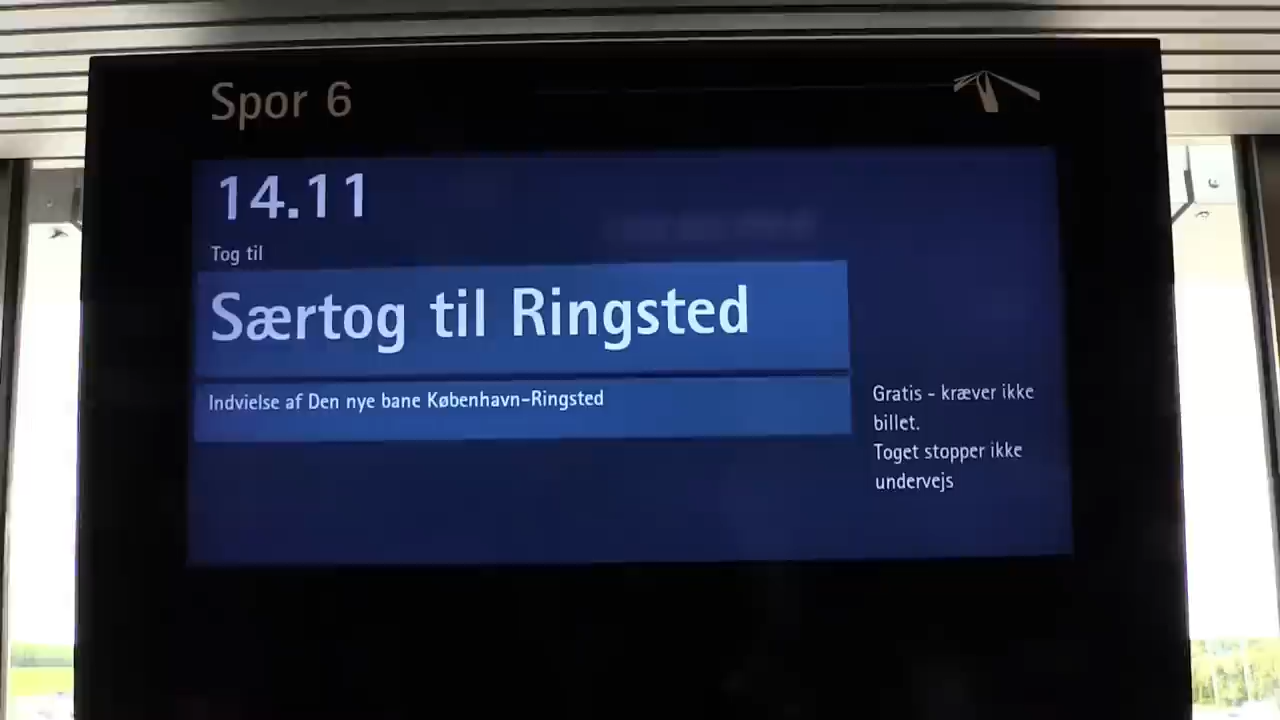 Spor 6
14.11
Tog til
Særtog til Ringsted
Indvielse af Den nye bane København-Ringsted
Gratis - kræver ikke
billet.
Toget stopper ikke
undervejs